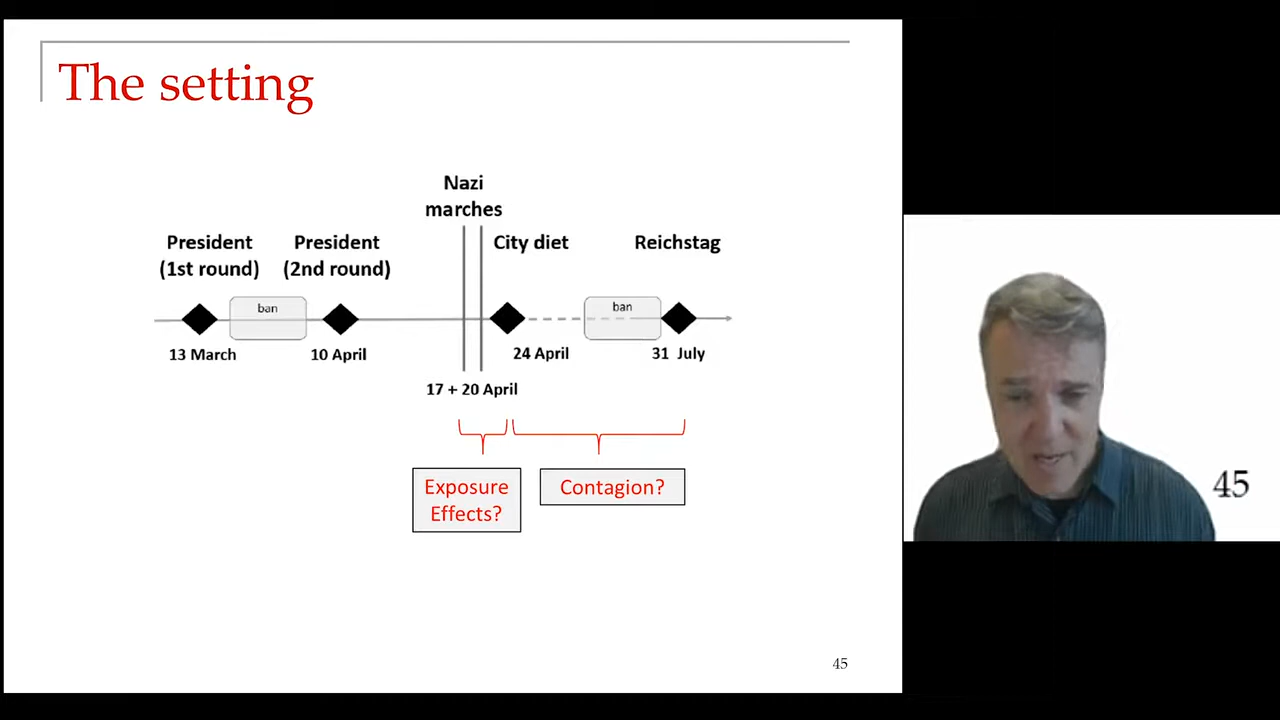 The setting
Nazi
marches
President
(1st round)
President
(2nd round)
City diet
Reichstag
ban
ban
13 March
10 April
24 April
31 July
17 + 20 April
Exposure
Effects?
Contagion?
45
45